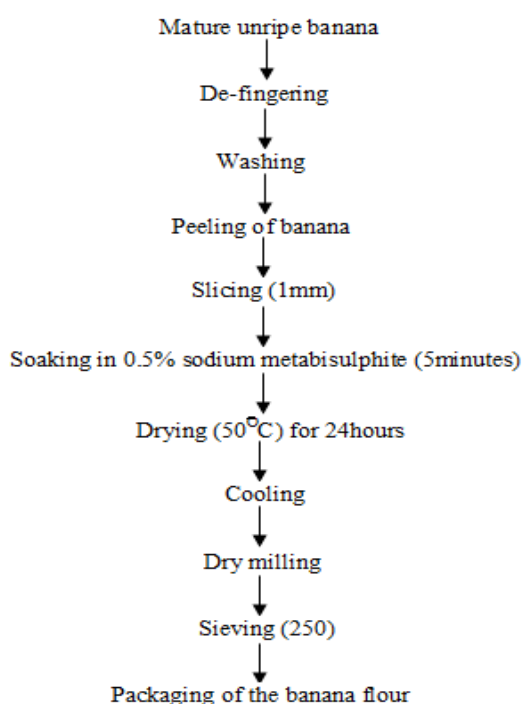 Mature unripe banana
De-fingering
Washing
Peeling of banana
Slicing (1mm)
Soaking in 0.5% sodium metabisulphite (5minutes)
Drying (50°C) for 24hours
Cooling
Dry milling
Sieving (250)
Packaging of the banana flour